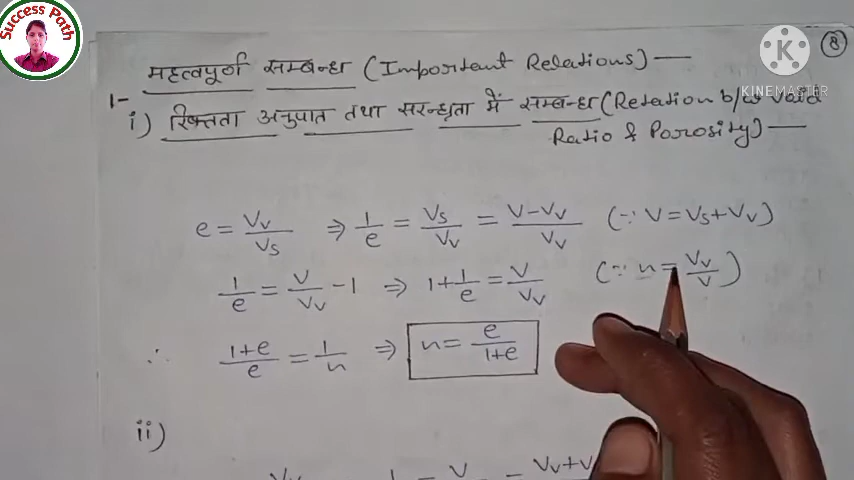 Success Path
KINEMASTER
8
महत्वपूर्ण सम्बन्ध (Important Relations) —
1-
i) रिक्तता अनुपात तथा सरन्ध्रता में सम्बन्ध (Relation b/w Void
Ratio & Porosity) —
e = Vv/Vs ⇒ 1/e = Vs/Vv = V-Vv/Vv (∵ V = Vs + Vv)
1/e = V/Vv - 1 ⇒ 1 + 1/e = V/Vv (∵ n = Vv/V)
∴ 1+e/e = 1/n ⇒ n = e/1+e
ii)